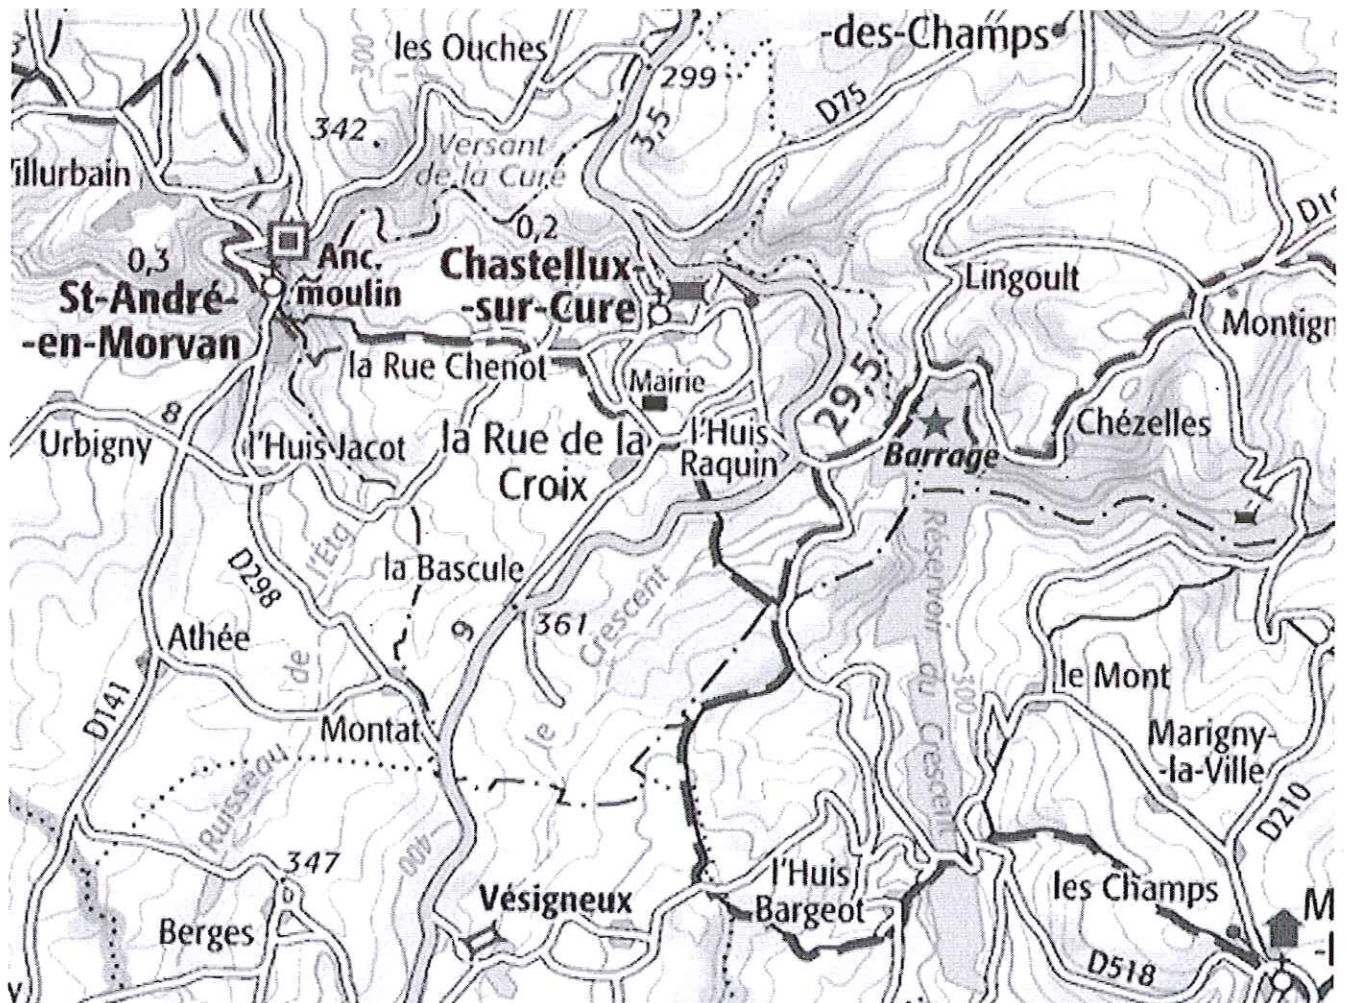 les Ouches
-des-Champs
300
299
D75
342
3,5
Versant
de la Cure
illurbain
0,2
0,3
Anc.
moulin
Chastellux-
-sur-Cure
St-André-
-en-Morvan
Lingoult
Montign
la Rue Chenot
Mairie
29,5
8
Urbigny
l'Huis Jacot
la Rue de la
Croix
l'Huis
Raquin
Barrage
Chézelles
D298
l'Éta
la Bascule
Crescent
Réservoir du Crescent
361
9
Athée
de
300
le Mont
D141
Montat
le
Marigny-
-la-Ville
Ruisseau
D210
347
400
Vésigneux
l'Huis
Bargeot
les Champs
Berges
M
D518